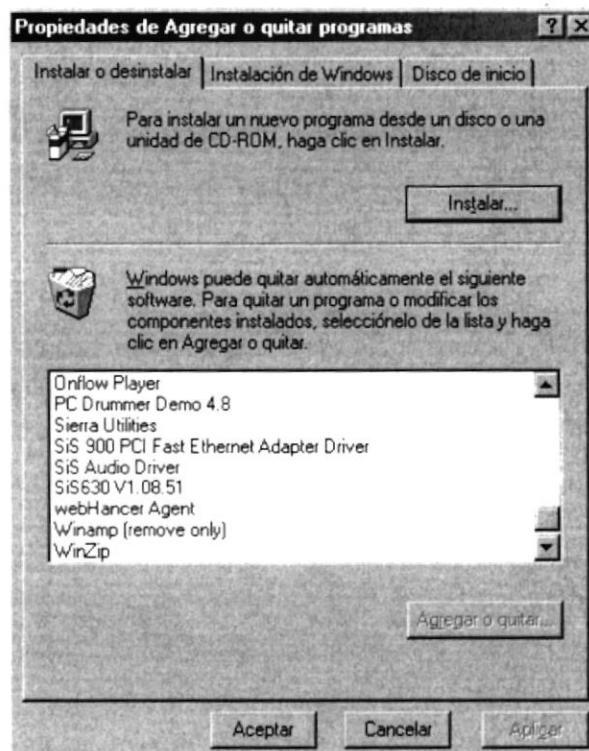 Propiedades de Agregar o quitar programas
Instalar o desinstalar
Instalación de Windows
Disco de inicio
Para instalar un nuevo programa desde un disco o una
unidad de CD-ROM, haga clic en Instalar.
Instalar...
Windows puede quitar automáticamente el siguiente
software. Para quitar un programa o modificar los
componentes instalados, selecciónelo de la lista y haga
clic en Agregar o quitar.
Onflow Player
PC Drummer Demo 4.8
Sierra Utilities
SiS 900 PCI Fast Ethernet Adapter Driver
SiS Audio Driver
SiS630 V1.08.51
webHancer Agent
Winamp (remove only)
WinZip
Agregar o quitar...
Aceptar
Cancelar
Aplicar